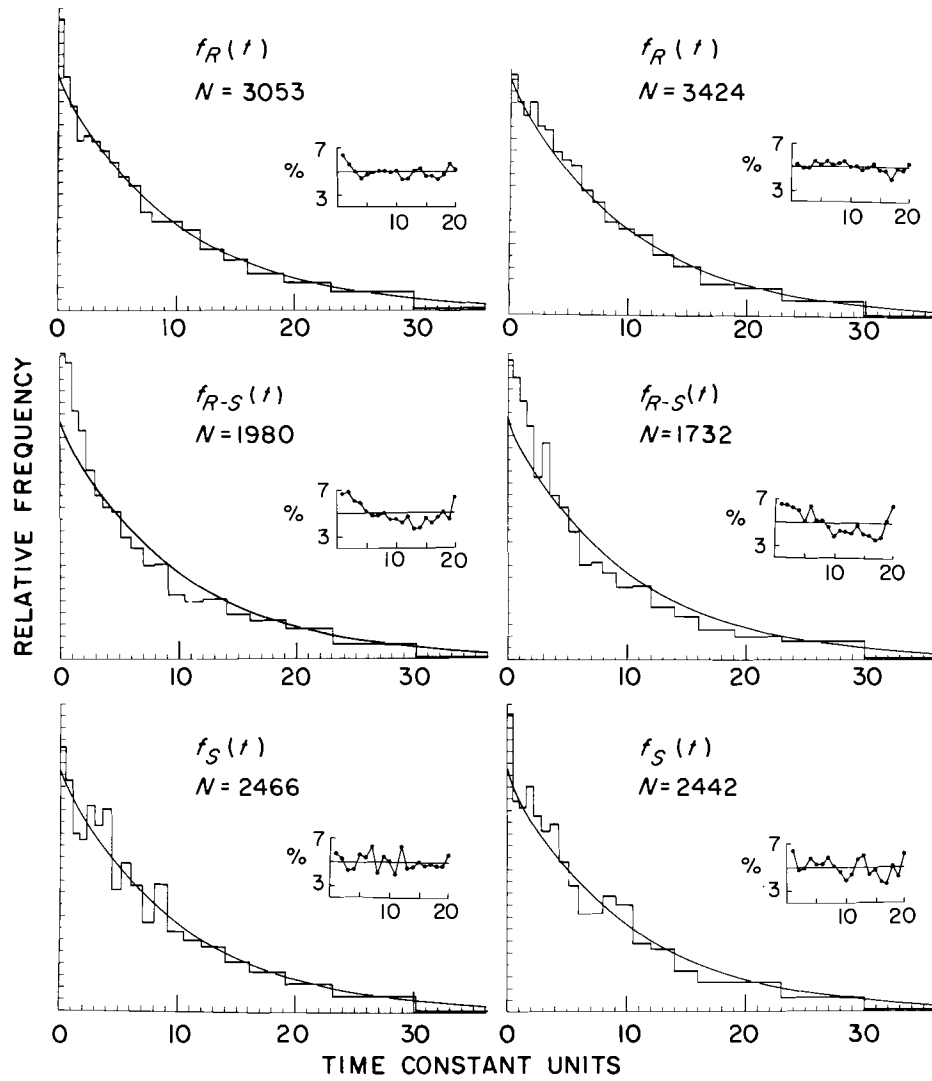 f_R(t)
N = 3053
%
7
3
10 20
0 10 20 30
f_R(t)
N = 3424
%
7
3
10 20
0 10 20 30
f_R-S(t)
N = 1980
%
7
3
10 20
0 10 20 30
f_R-S(t)
N = 1732
%
7
3
10 20
0 10 20 30
f_S(t)
N = 2466
%
7
3
10 20
0 10 20 30
f_S(t)
N = 2442
%
7
3
10 20
0 10 20 30
RELATIVE FREQUENCY
TIME CONSTANT UNITS